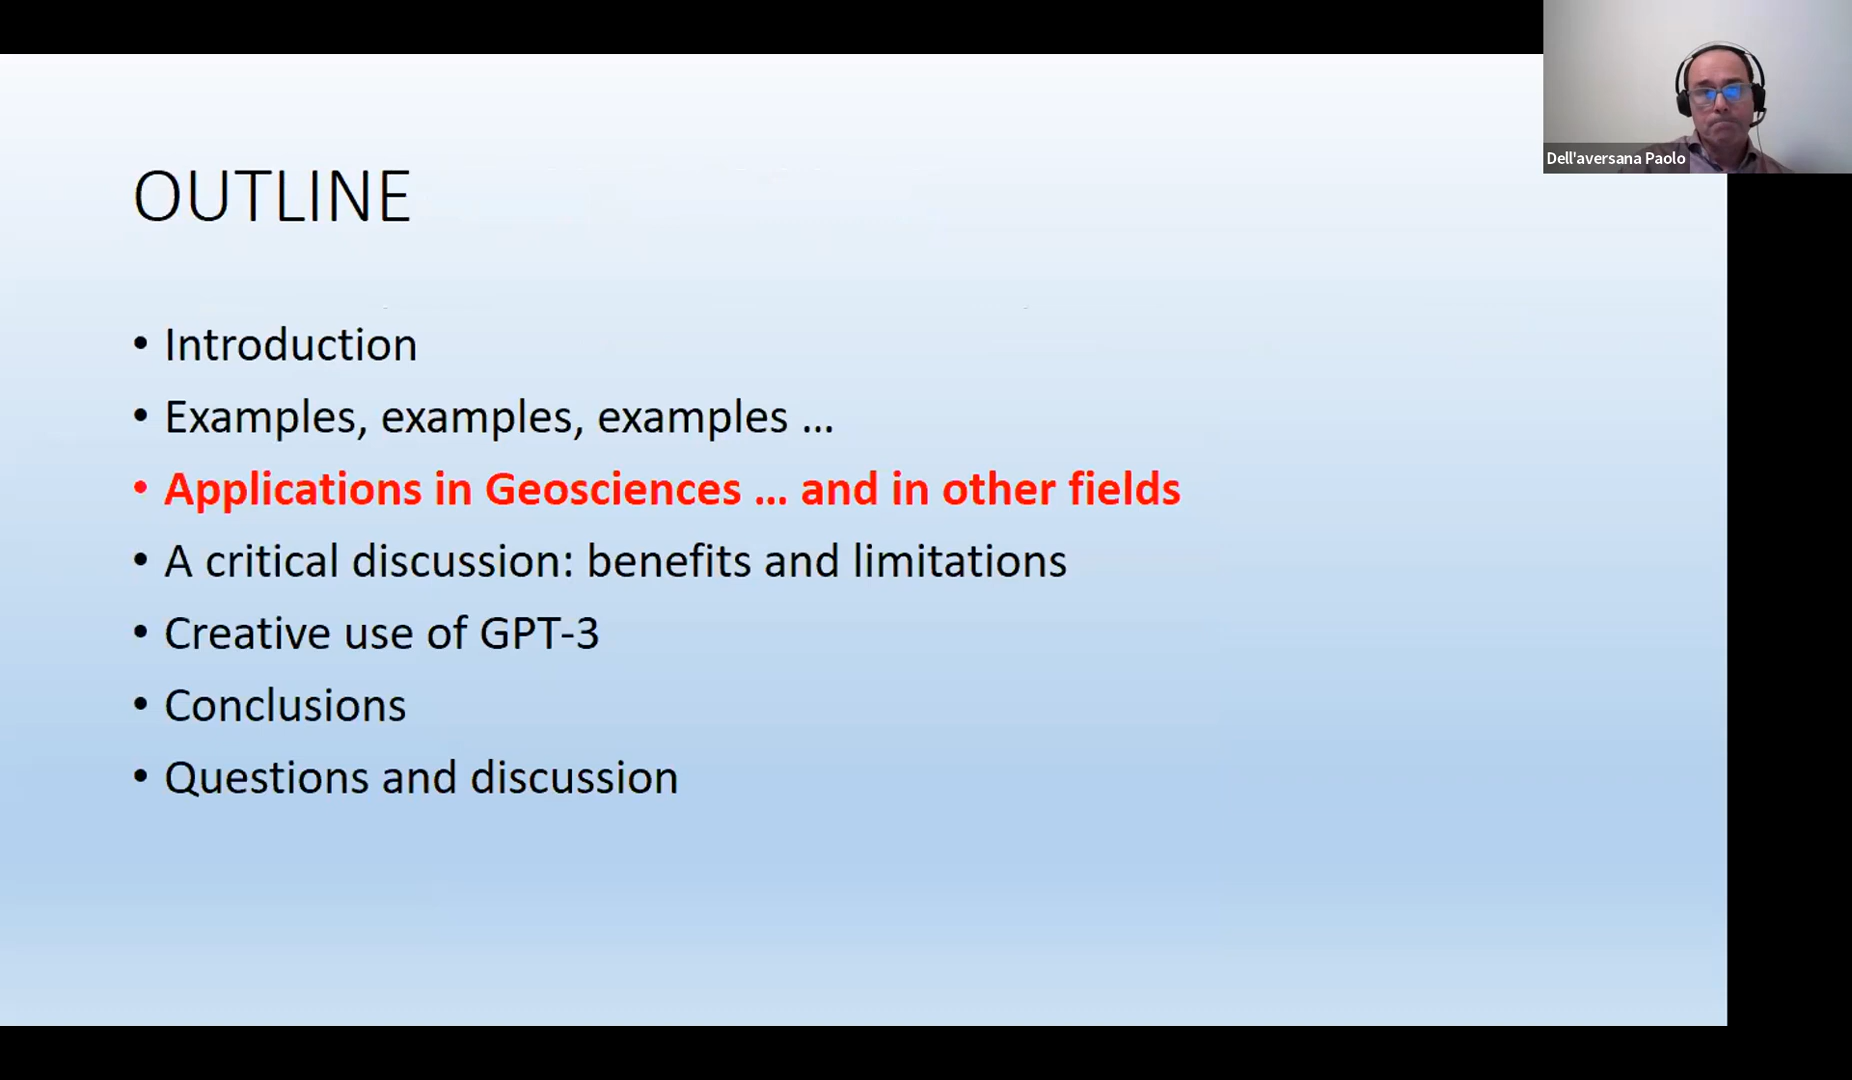 Dell'aversana Paolo
OUTLINE
• Introduction
• Examples, examples, examples ...
• Applications in Geosciences ... and in other fields
• A critical discussion: benefits and limitations
• Creative use of GPT-3
• Conclusions
• Questions and discussion